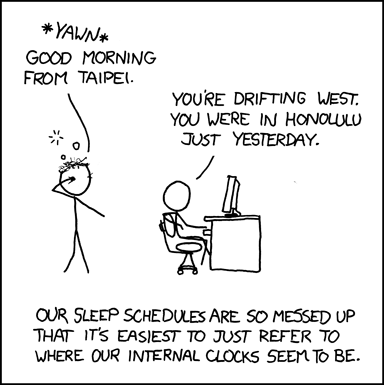 *YAWN*
GOOD MORNING
FROM TAIPEI.
YOU'RE DRIFTING WEST.
YOU WERE IN HONOLULU
JUST YESTERDAY.
OUR SLEEP SCHEDULES ARE SO MESSED UP
THAT IT'S EASIEST TO JUST REFER TO
WHERE OUR INTERNAL CLOCKS SEEM TO BE.